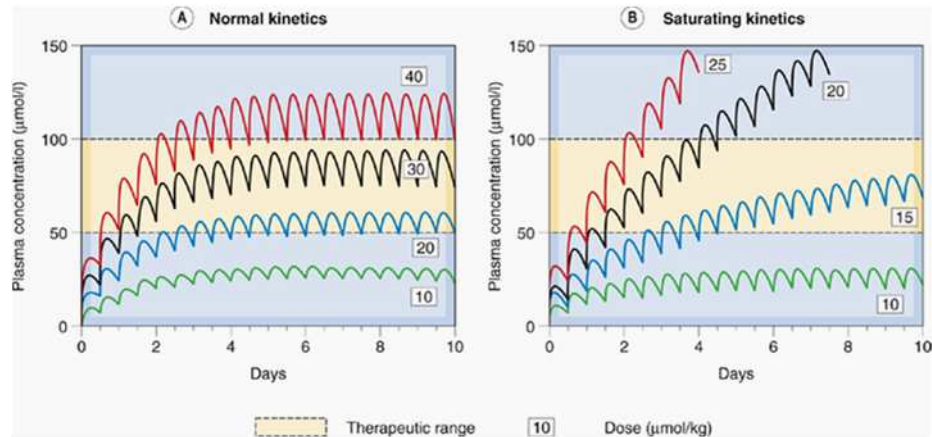 A Normal kinetics
150
100
50
0
Plasma concentration (μmol/l)
40
30
20
10
0 2 4 6 8 10
Days
B Saturating kinetics
150
100
50
0
Plasma concentration (μmol/l)
25
20
15
10
0 2 4 6 8 10
Days
Therapeutic range 10 Dose (μmol/kg)